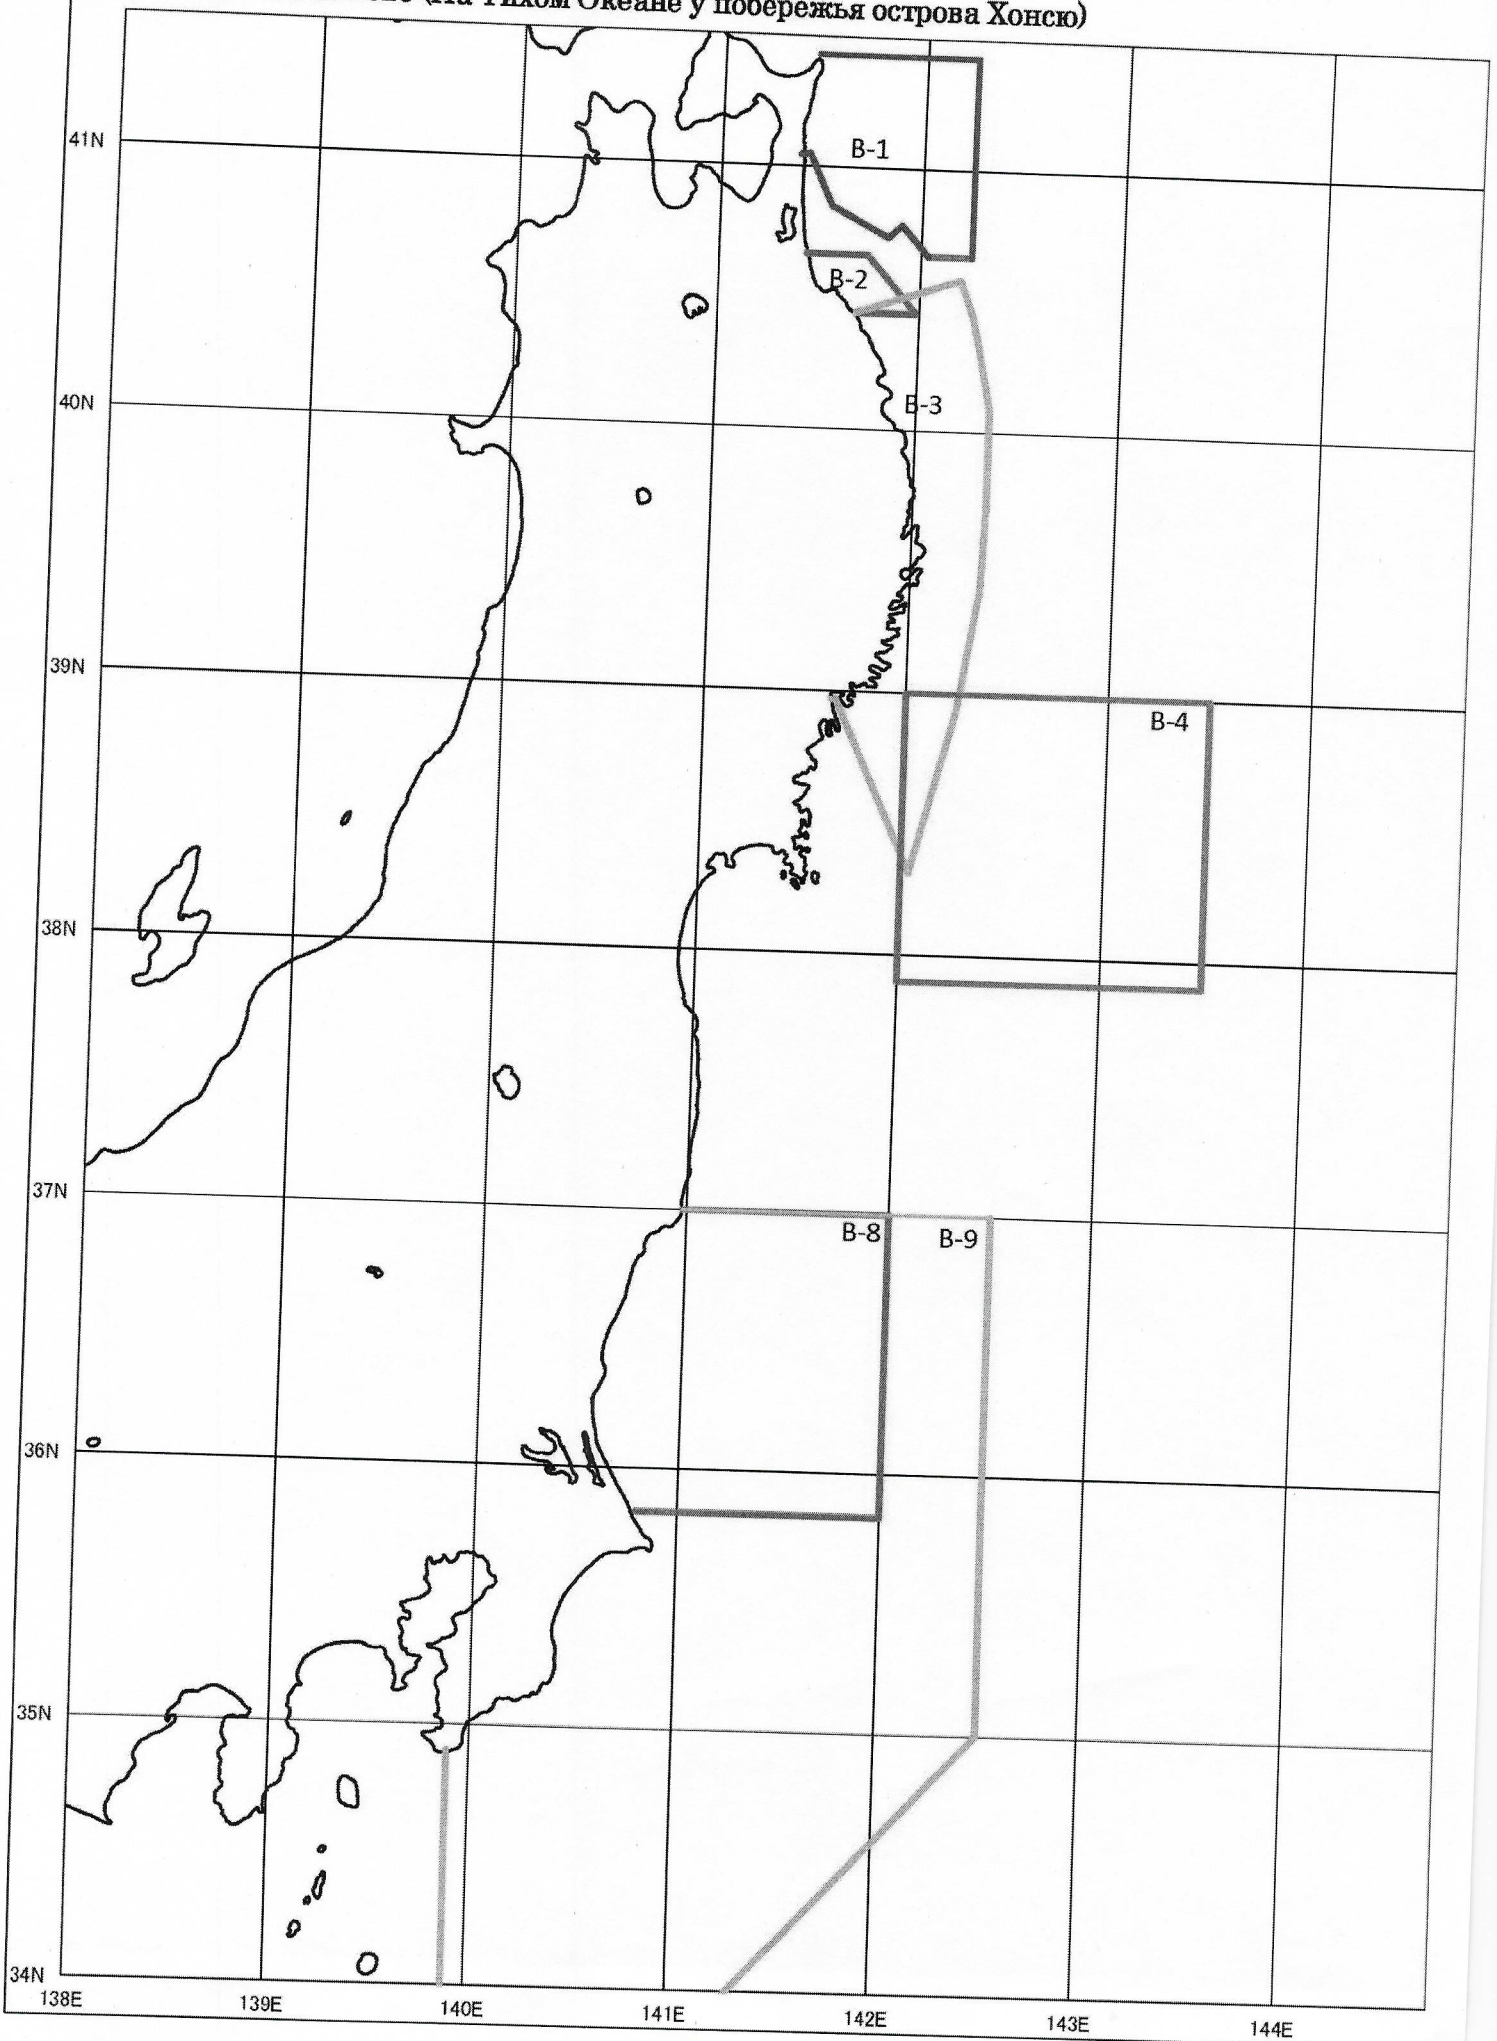 (На Тихом Океане у побережья острова Хонсю)
41N
B-1
B-2
40N
B-3
39N
B-4
38N
37N
B-8
B-9
36N
35N
34N
138E
139E
140E
141E
142E
143E
144E